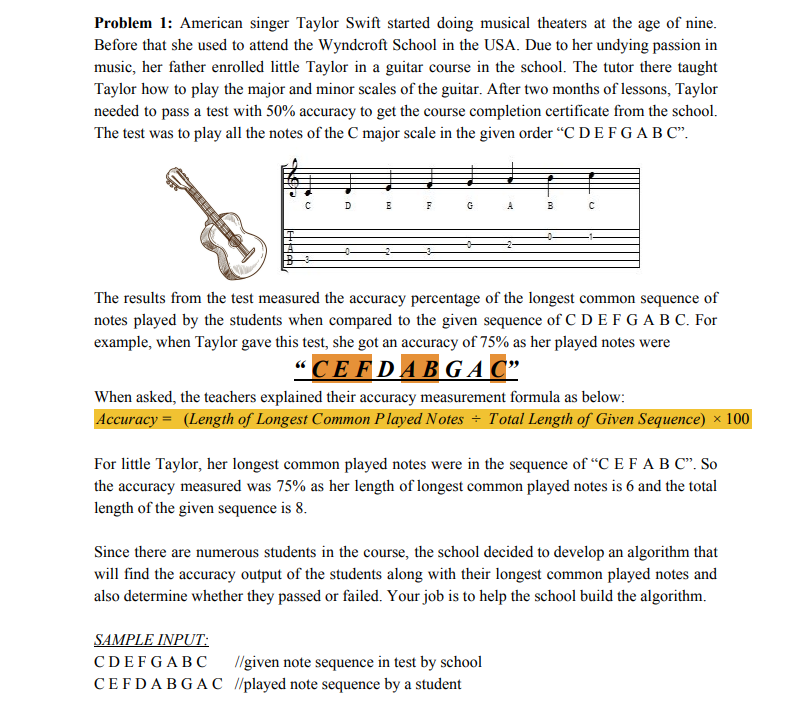 Problem 1: American singer Taylor Swift started doing musical theaters at the age of nine.
Before that she used to attend the Wyndcroft School in the USA. Due to her undying passion in
music, her father enrolled little Taylor in a guitar course in the school. The tutor there taught
Taylor how to play the major and minor scales of the guitar. After two months of lessons, Taylor
needed to pass a test with 50% accuracy to get the course completion certificate from the school.
The test was to play all the notes of the C major scale in the given order “C D E F G A B C”.
C D E F G A B C
T
A
B
3 0 2 3 0 2 0 1
The results from the test measured the accuracy percentage of the longest common sequence of
notes played by the students when compared to the given sequence of C D E F G A B C. For
example, when Taylor gave this test, she got an accuracy of 75% as her played notes were
“ C E F D A B G A C”
When asked, the teachers explained their accuracy measurement formula as below:
Accuracy = (Length of Longest Common Played Notes ÷ Total Length of Given Sequence) × 100
For little Taylor, her longest common played notes were in the sequence of “C E F A B C”. So
the accuracy measured was 75% as her length of longest common played notes is 6 and the total
length of the given sequence is 8.
Since there are numerous students in the course, the school decided to develop an algorithm that
will find the accuracy output of the students along with their longest common played notes and
also determine whether they passed or failed. Your job is to help the school build the algorithm.
SAMPLE INPUT:
C D E F G A B C //given note sequence in test by school
C E F D A B G A C //played note sequence by a student